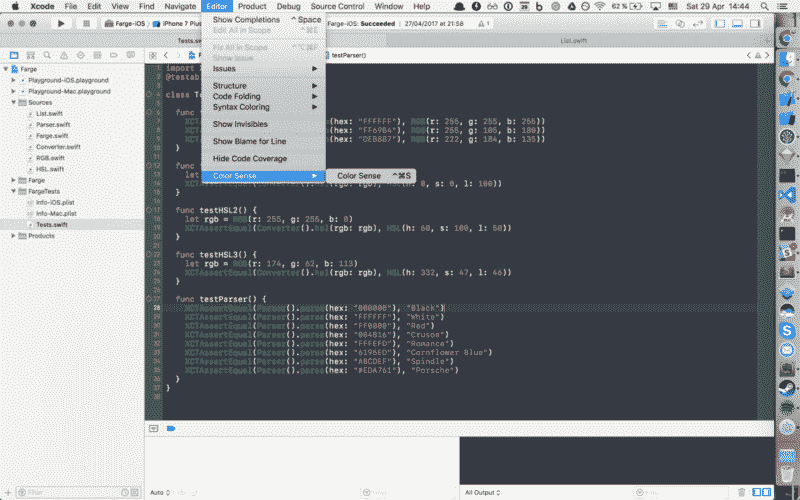 Xcode File Edit View Find Navigate Editor Product Debug Source Control Window Help 62 % Sat 29 Apr 14:44
Farge-iOS iPhone 7 Plus Farge-iOS: Succeeded 27/04/2017 at 21:58 1
Tests.sw List.swift
testParser()
Show Completions ^ Space
Edit All in Scope
Fix All in Scope
Show Issue
Issues
Structure
Code Folding
Syntax Coloring
Show Invisibles
Show Blame for Line
Hide Code Coverage
Color Sense
Color Sense ^⌘S
Farge
Playground-iOS.playground
Playground-Mac.playground
Sources
List.swift
Parser.swift
Farge.swift
Converter.swift
RGB.swift
HSL.swift
Farge
FargeTests
Info-iOS.plist
Info-Mac.plist
Tests.swift
Products
import
@testab
class Te
func t
(hex: "FFFFFF"), RGB(r: 255, g: 255, b: 255))
(hex: "FF69B4"), RGB(r: 255, g: 105, b: 180))
(hex: "DEB887"), RGB(r: 222, g: 184, b: 135))
}
func t
XCTAssertEqual(Converter().hsl(rgb: rgb), HSL(h: 0, s: 0, l: 100))
}
func testHSL2() {
let rgb = RGB(r: 255, g: 255, b: 0)
XCTAssertEqual(Converter().hsl(rgb: rgb), HSL(h: 60, s: 100, l: 50))
}
func testHSL3() {
let rgb = RGB(r: 174, g: 62, b: 113)
XCTAssertEqual(Converter().hsl(rgb: rgb), HSL(h: 332, s: 47, l: 46))
}
func testParser() {
XCTAssertEqual(Parser().parse(hex: "000000"), "Black")
XCTAssertEqual(Parser().parse(hex: "FFFFFF"), "White")
XCTAssertEqual(Parser().parse(hex: "FF0000"), "Red")
XCTAssertEqual(Parser().parse(hex: "004816"), "Crusoe")
XCTAssertEqual(Parser().parse(hex: "FFFEFD"), "Romance")
XCTAssertEqual(Parser().parse(hex: "6195ED"), "Cornflower Blue")
XCTAssertEqual(Parser().parse(hex: "ABCDEF"), "Spindle")
XCTAssertEqual(Parser().parse(hex: "#EDA761"), "Porsche")
}
}
Filter Auto All Output